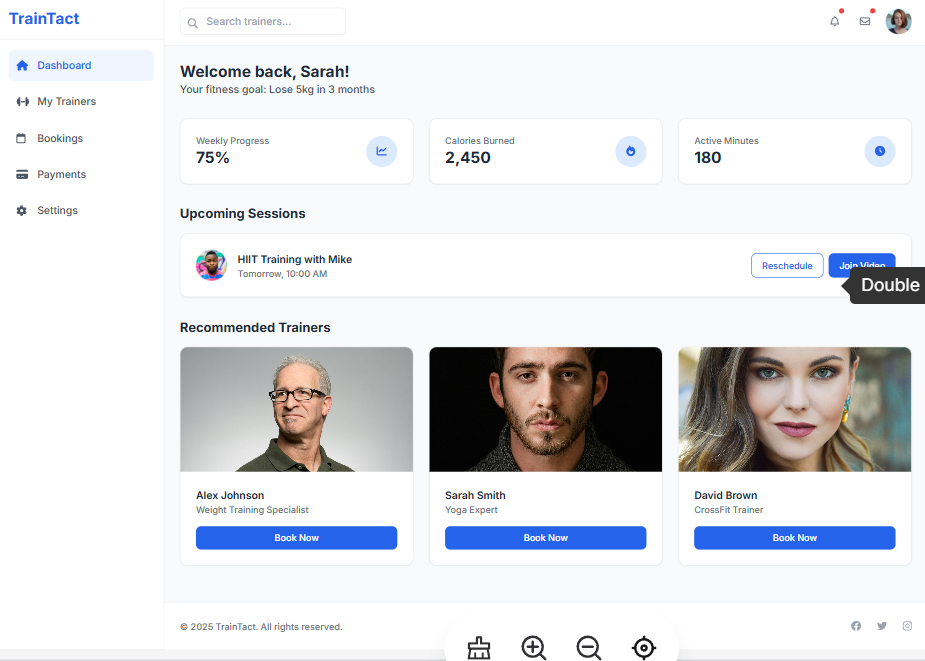 TrainTact
Search trainers...
Dashboard
My Trainers
Bookings
Payments
Settings
Welcome back, Sarah!
Your fitness goal: Lose 5kg in 3 months
Weekly Progress
75%
Calories Burned
2,450
Active Minutes
180
Upcoming Sessions
HIIT Training with Mike
Tomorrow, 10:00 AM
Reschedule
Join Video
Double
Recommended Trainers
Alex Johnson
Weight Training Specialist
Book Now
Sarah Smith
Yoga Expert
Book Now
David Brown
CrossFit Trainer
Book Now
© 2025 TrainTact. All rights reserved.